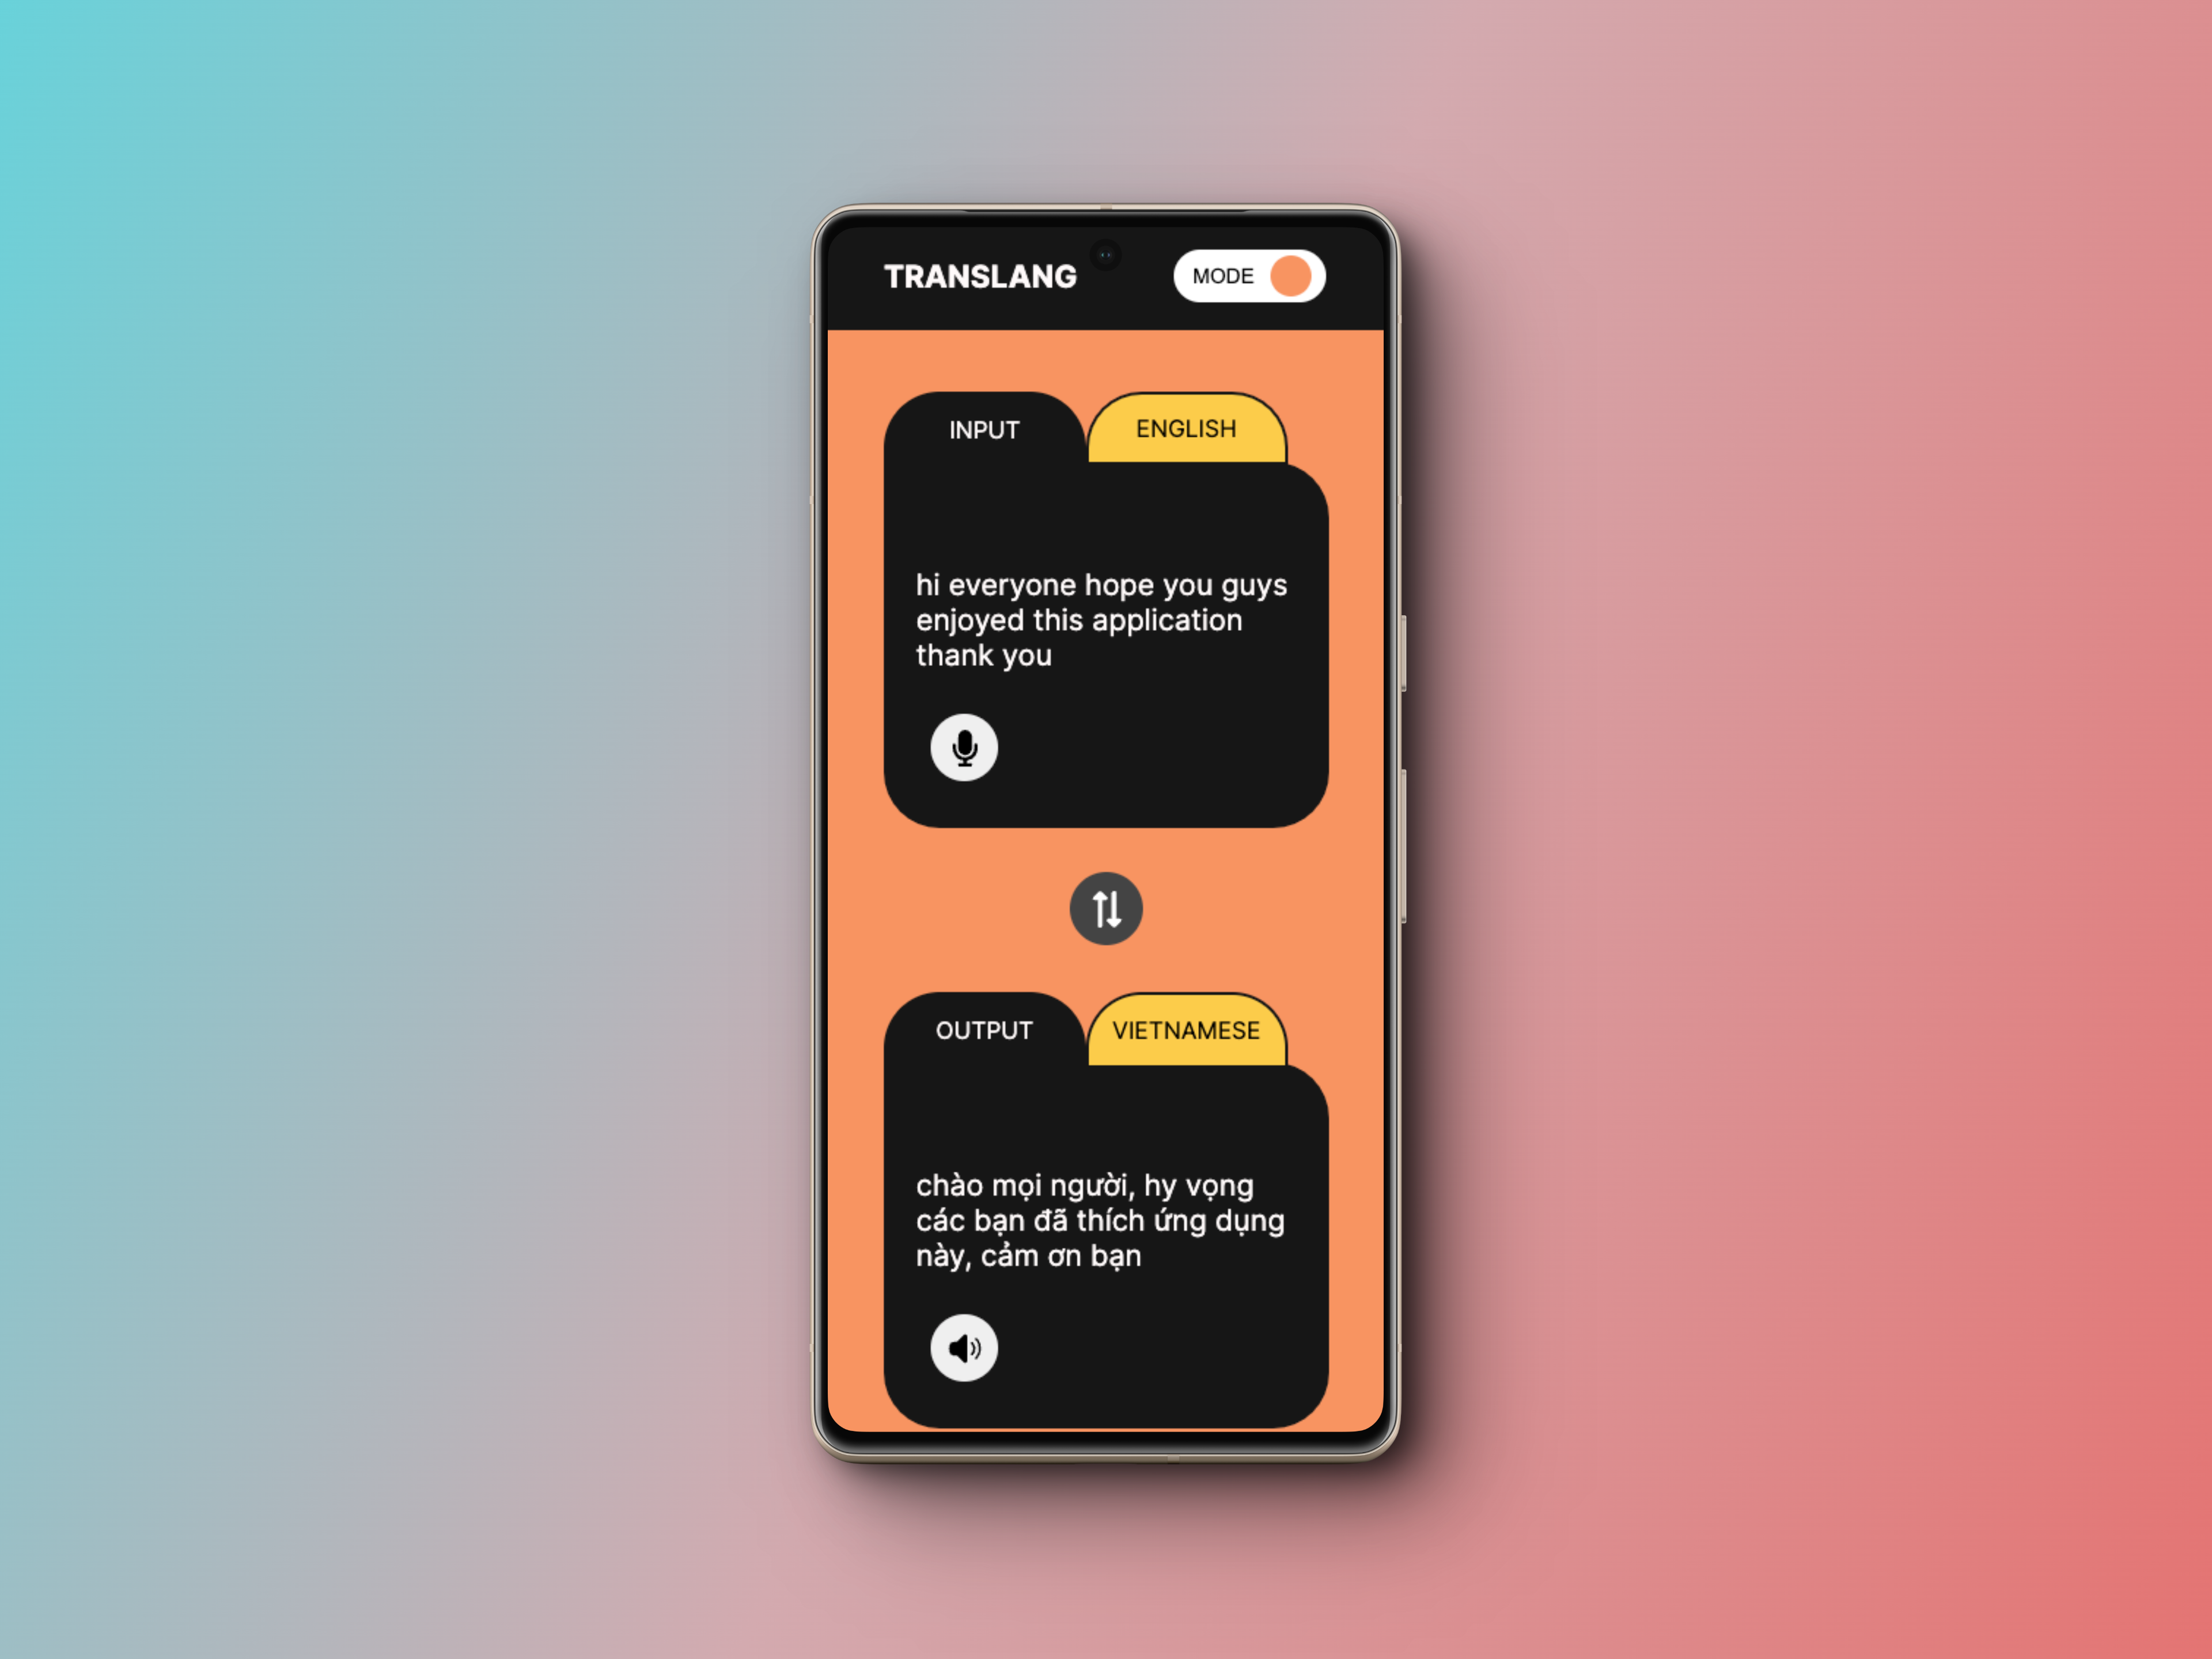 TRANSLANG
MODE
INPUT
ENGLISH
hi everyone hope you guys
enjoyed this application
thank you
OUTPUT
VIETNAMESE
chào mọi người, hy vọng
các bạn đã thích ứng dụng
này, cảm ơn bạn